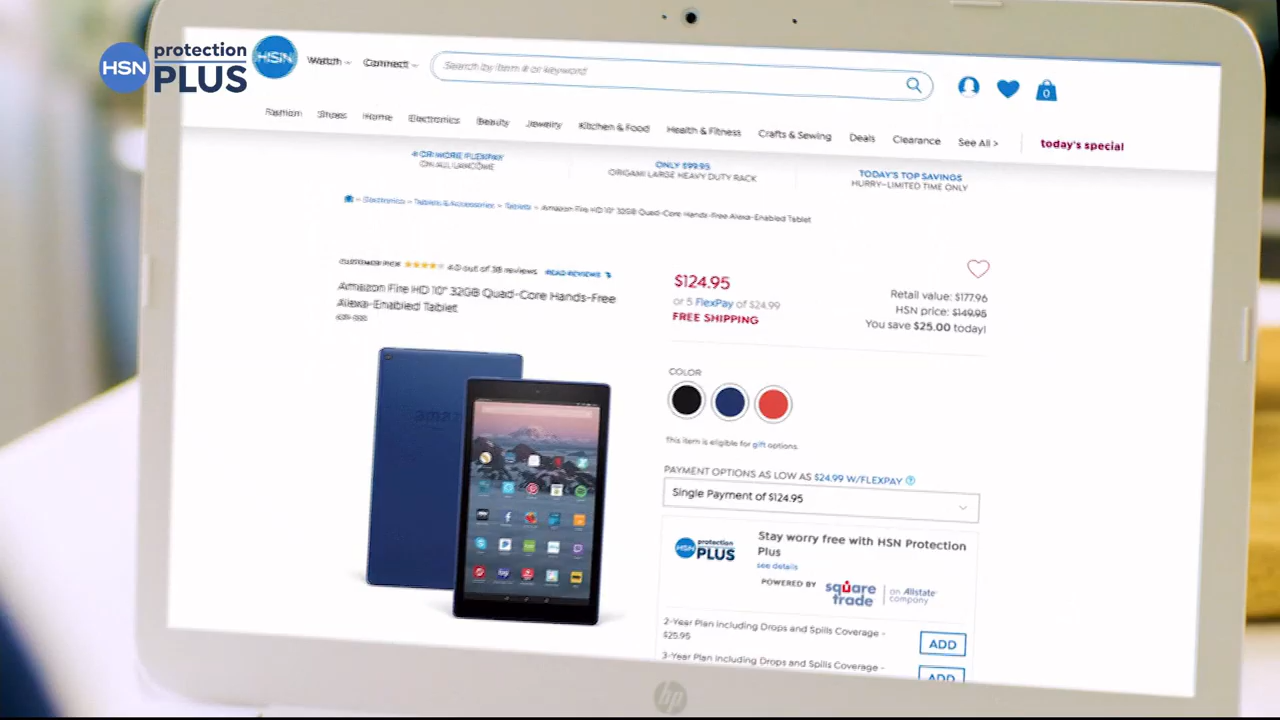 HSN protection PLUS
HSN
Watch
Connect
Search by item # or keyword
0
Fashion
Shoes
Home
Electronics
Beauty
Jewelry
Kitchen & Food
Health & Fitness
Crafts & Sewing
Deals
Clearance
See All >
today's special
4 OR MORE FLEXPAY
ON ALL LANCOME
ONLY $99.95
ORIGAMI LARGE HEAVY DUTY RACK
TODAY'S TOP SAVINGS
HURRY–LIMITED TIME ONLY
Electronics > Tablets & Accessories > Tablets > Amazon Fire HD 10" 32GB Quad-Core Hands-Free Alexa-Enabled Tablet
CUSTOMER PICK
4.0 out of 38 reviews
READ REVIEWS
Amazon Fire HD 10" 32GB Quad-Core Hands-Free
Alexa-Enabled Tablet
amaz
$124.95
or 5 FlexPay of $24.99
FREE SHIPPING
Retail value: $177.96
HSN price: $149.95
You save $25.00 today!
COLOR
This item is eligible for gift options.
PAYMENT OPTIONS AS LOW AS $24.99 W/FLEXPAY
Single Payment of $124.95
HSN protection PLUS
Stay worry free with HSN Protection
Plus
see details
POWERED BY
square trade
an Allstate company
2-Year Plan including Drops and Spills Coverage -
$25.95
ADD
3-Year Plan including Drops and Spills Coverage -
ADD
hp